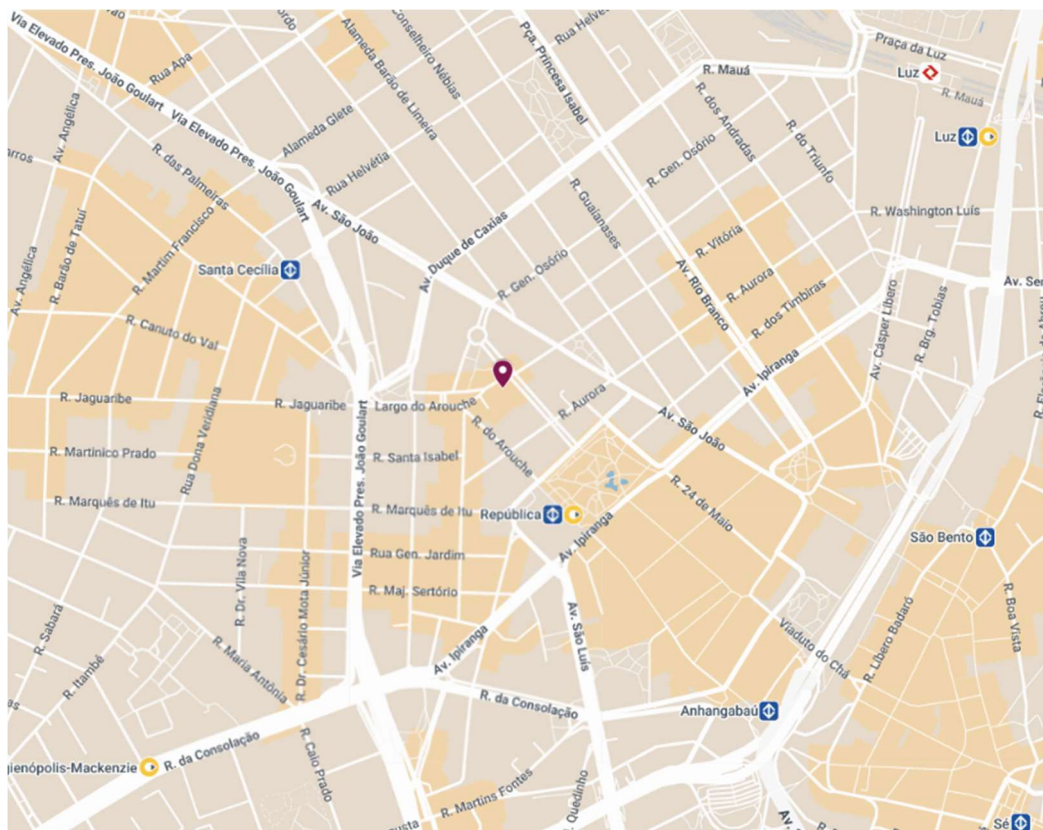 Via Elevado Pres. João Goulart
Via Elevado Pres. João Goulart
Rua Apa
Alameda Barão de Limeira
Conselheiro Nébias
Pça. Princesa Isabel
Rua Helvétia
R. Mauá
Praça da Luz
Luz
R. Mauá
Luz
Av. Angélica
Alameda Glete
R. das Palmeiras
Rua Helvétia
Av. São João
R. dos Andradas
R. do Triunfo
R. Gen. Osório
R. Guaianases
R. Washington Luís
R. Barão de Tatuí
R. Martim Francisco
Av. Duque de Caxias
R. Vitória
Av. Angélica
Santa Cecília
R. Gen. Osório
Av. Rio Branco
R. Aurora
R. dos Timbiras
Av. Cásper Líbero
R. Brg. Tobias
R. Canuto do Val
Av. Ipiranga
R. Jaguaribe
R. Jaguaribe
Largo do Arouche
R. Aurora
Av. São João
Rua Dona Veridiana
R. do Arouche
R. Martinico Prado
R. Santa Isabel
R. 24 de Maio
R. Marquês de Itu
R. Marquês de Itu
República
Av. Ipiranga
São Bento
Via Elevado Pres. João Goulart
Rua Gen. Jardim
R. Dr. Vila Nova
R. Dr. Cesário Mota Júnior
R. Maj. Sertório
R. Boa Vista
R. Sabará
R. Maria Antônia
Av. São Luís
Viaduto do Chá
R. Líbero Badaró
R. Itambé
Av. Ipiranga
R. da Consolação
Anhangabaú
gienópolis-Mackenzie
R. da Consolação
R. Caio Prado
R. Martins Fontes
Quedinho
Sé